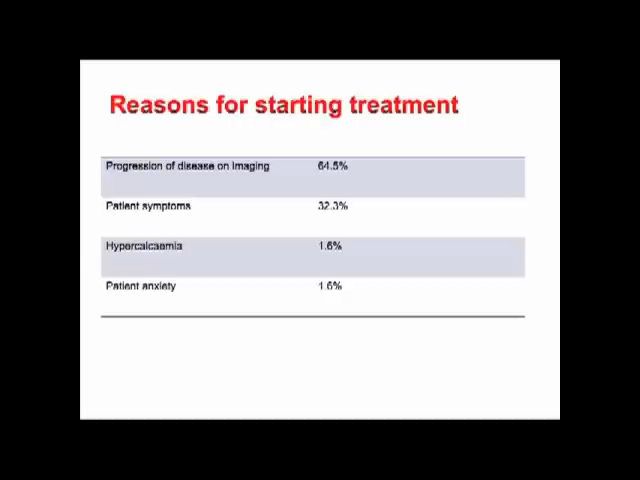 Reasons for starting treatment
Progression of disease on imaging 64.5%
Patient symptoms 32.3%
Hypercalcaemia 1.6%
Patient anxiety 1.6%